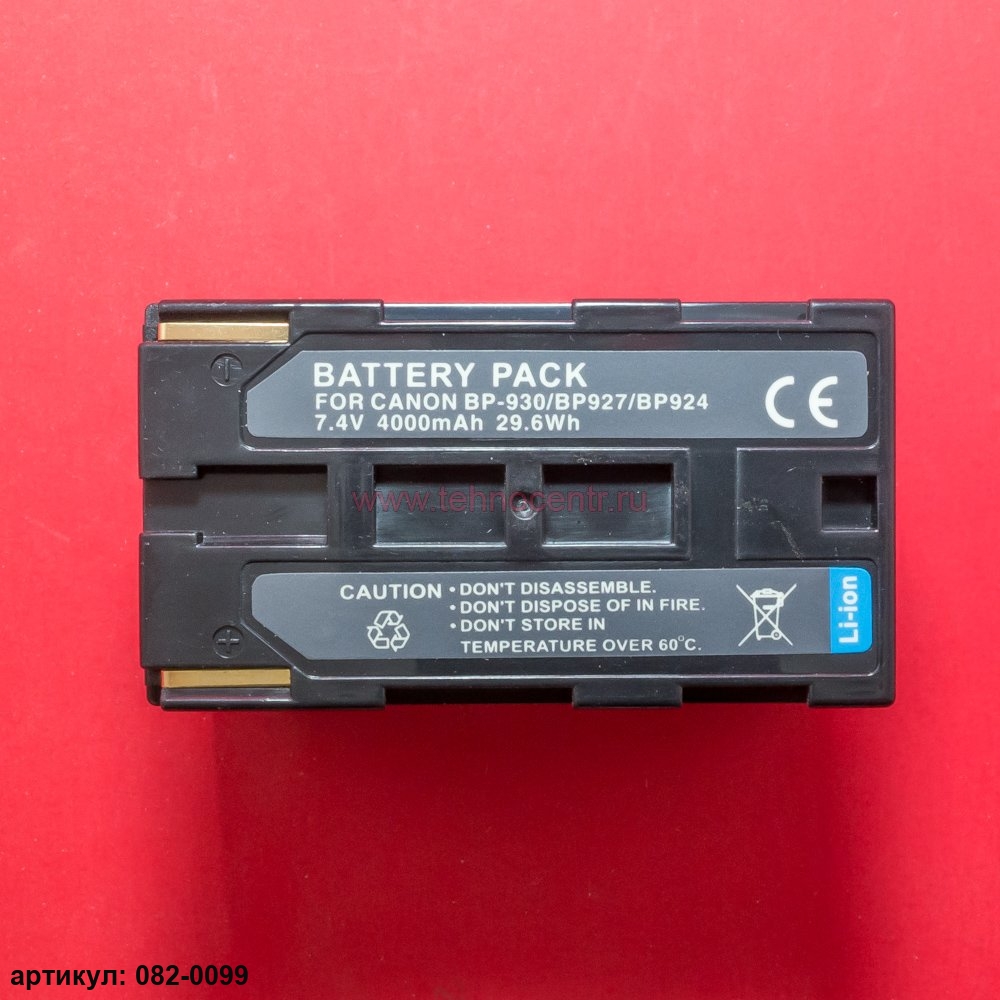 BATTERY PACK
FOR CANON BP-930/BP927/BP924
7.4V 4000mAh 29.6Wh
CE
www.tehnocentr.ru
CAUTION •DON'T DISASSEMBLE.
•DON'T DISPOSE OF IN FIRE.
•DON'T STORE IN
TEMPERATURE OVER 60°C.
Li-ion
артикул: 082-0099